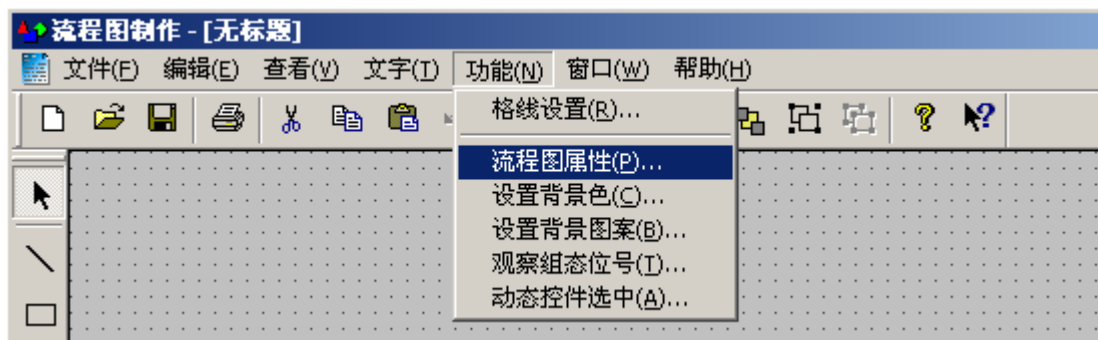 流程图制作 - [无标题]
文件(F) 编辑(E) 查看(V) 文字(T) 功能(N) 窗口(W) 帮助(H)
格线设置(R)...
流程图属性(P)...
设置背景色(C)...
设置背景图案(B)...
观察组态位号(T)...
动态控件选中(A)...